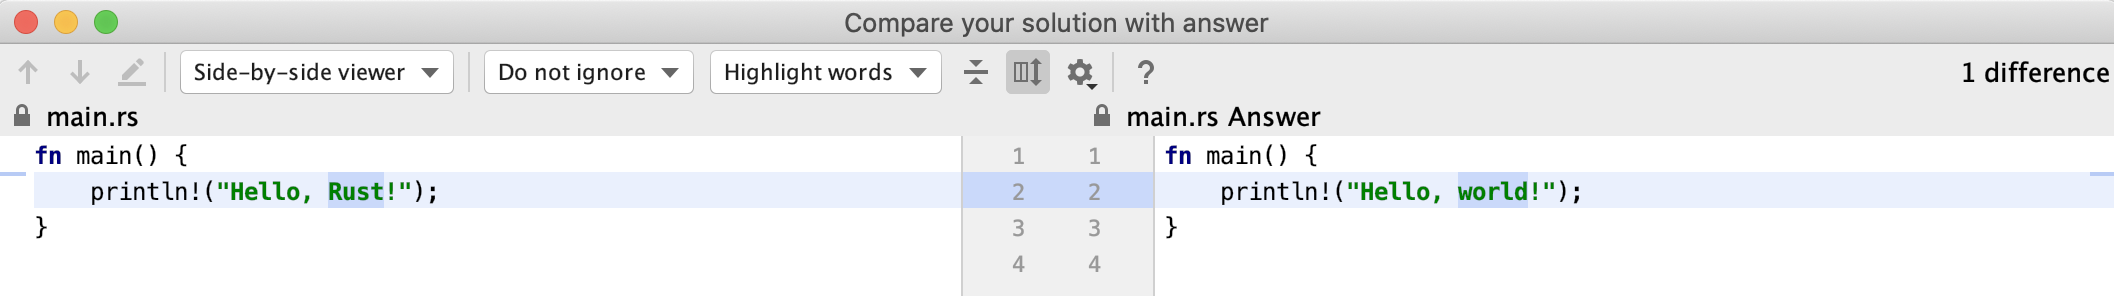 Compare your solution with answer
Side-by-side viewer Do not ignore Highlight words ? 1 difference
main.rs main.rs Answer
fn main() { 1 1 fn main() {
println!("Hello, Rust!"); 2 2 println!("Hello, world!");
} 3 3 }
4 4